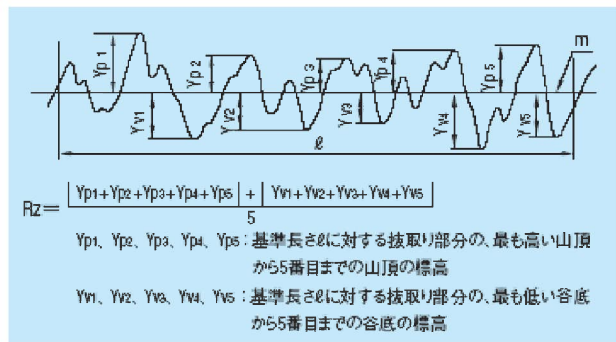 Yp1 Yp2 Yp3 Yp4 Yp5 m
Yv1 Yv2 Yv3 Yv4 Yv5
ℓ
Rz= |Yp1+Yp2+Yp3+Yp4+Yp5|+|Yv1+Yv2+Yv3+Yv4+Yv5|
5
Yp1、Yp2、Yp3、Yp4、Yp5:基準長さℓに対する抜取り部分の、最も高い山頂
から5番目までの山頂の標高
Yv1、Yv2、Yv3、Yv4、Yv5:基準長さℓに対する抜取り部分の、最も低い谷底
から5番目までの谷底の標高